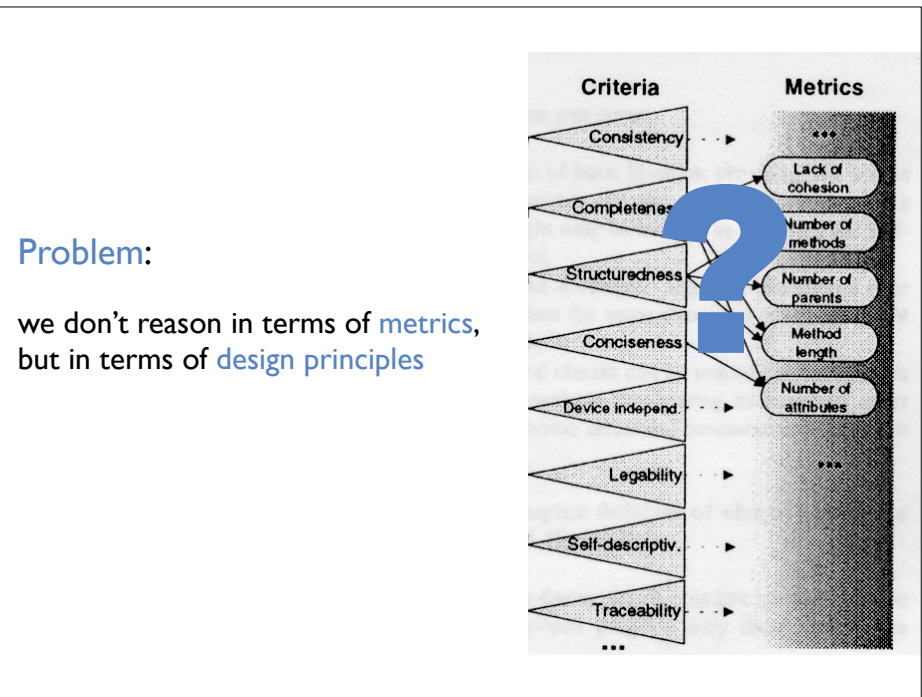 Problem:
we don't reason in terms of metrics,
but in terms of design principles
Criteria
Metrics
Consistency
Completeness
Structuredness
Conciseness
Device independ.
Legability
Self-descriptiv.
Traceability
...
...
Lack of
cohesion
Number of
methods
Number of
parents
Method
length
Number of
attributes
...
?